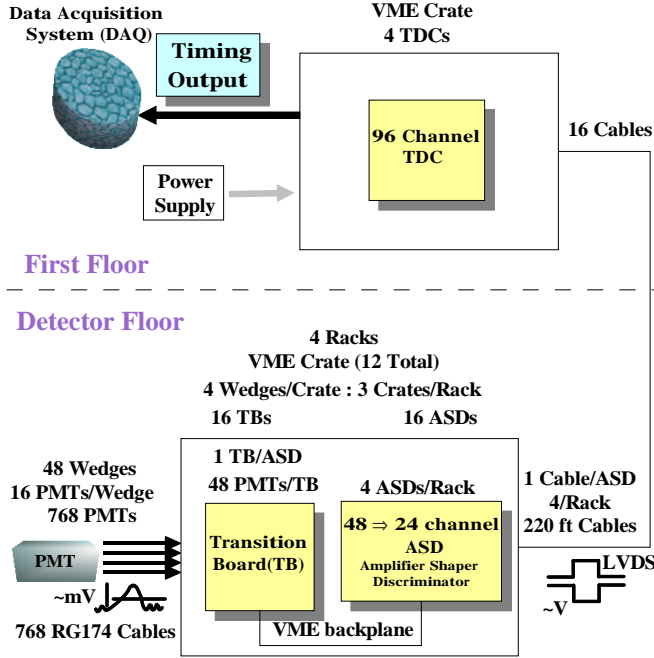 Data Acquisition
System (DAQ)
Timing
Output
VME Crate
4 TDCs
96 Channel
TDC
16 Cables
Power
Supply
First Floor
Detector Floor
4 Racks
VME Crate (12 Total)
4 Wedges/Crate : 3 Crates/Rack
16 TBs
16 ASDs
48 Wedges
16 PMTs/Wedge
768 PMTs
1 TB/ASD
48 PMTs/TB
4 ASDs/Rack
1 Cable/ASD
4/Rack
220 ft Cables
PMT
Transition
Board(TB)
48 ⇒ 24 channel
ASD
Amplifier Shaper
Discriminator
LVDS
~mV
~V
768 RG174 Cables
VME backplane